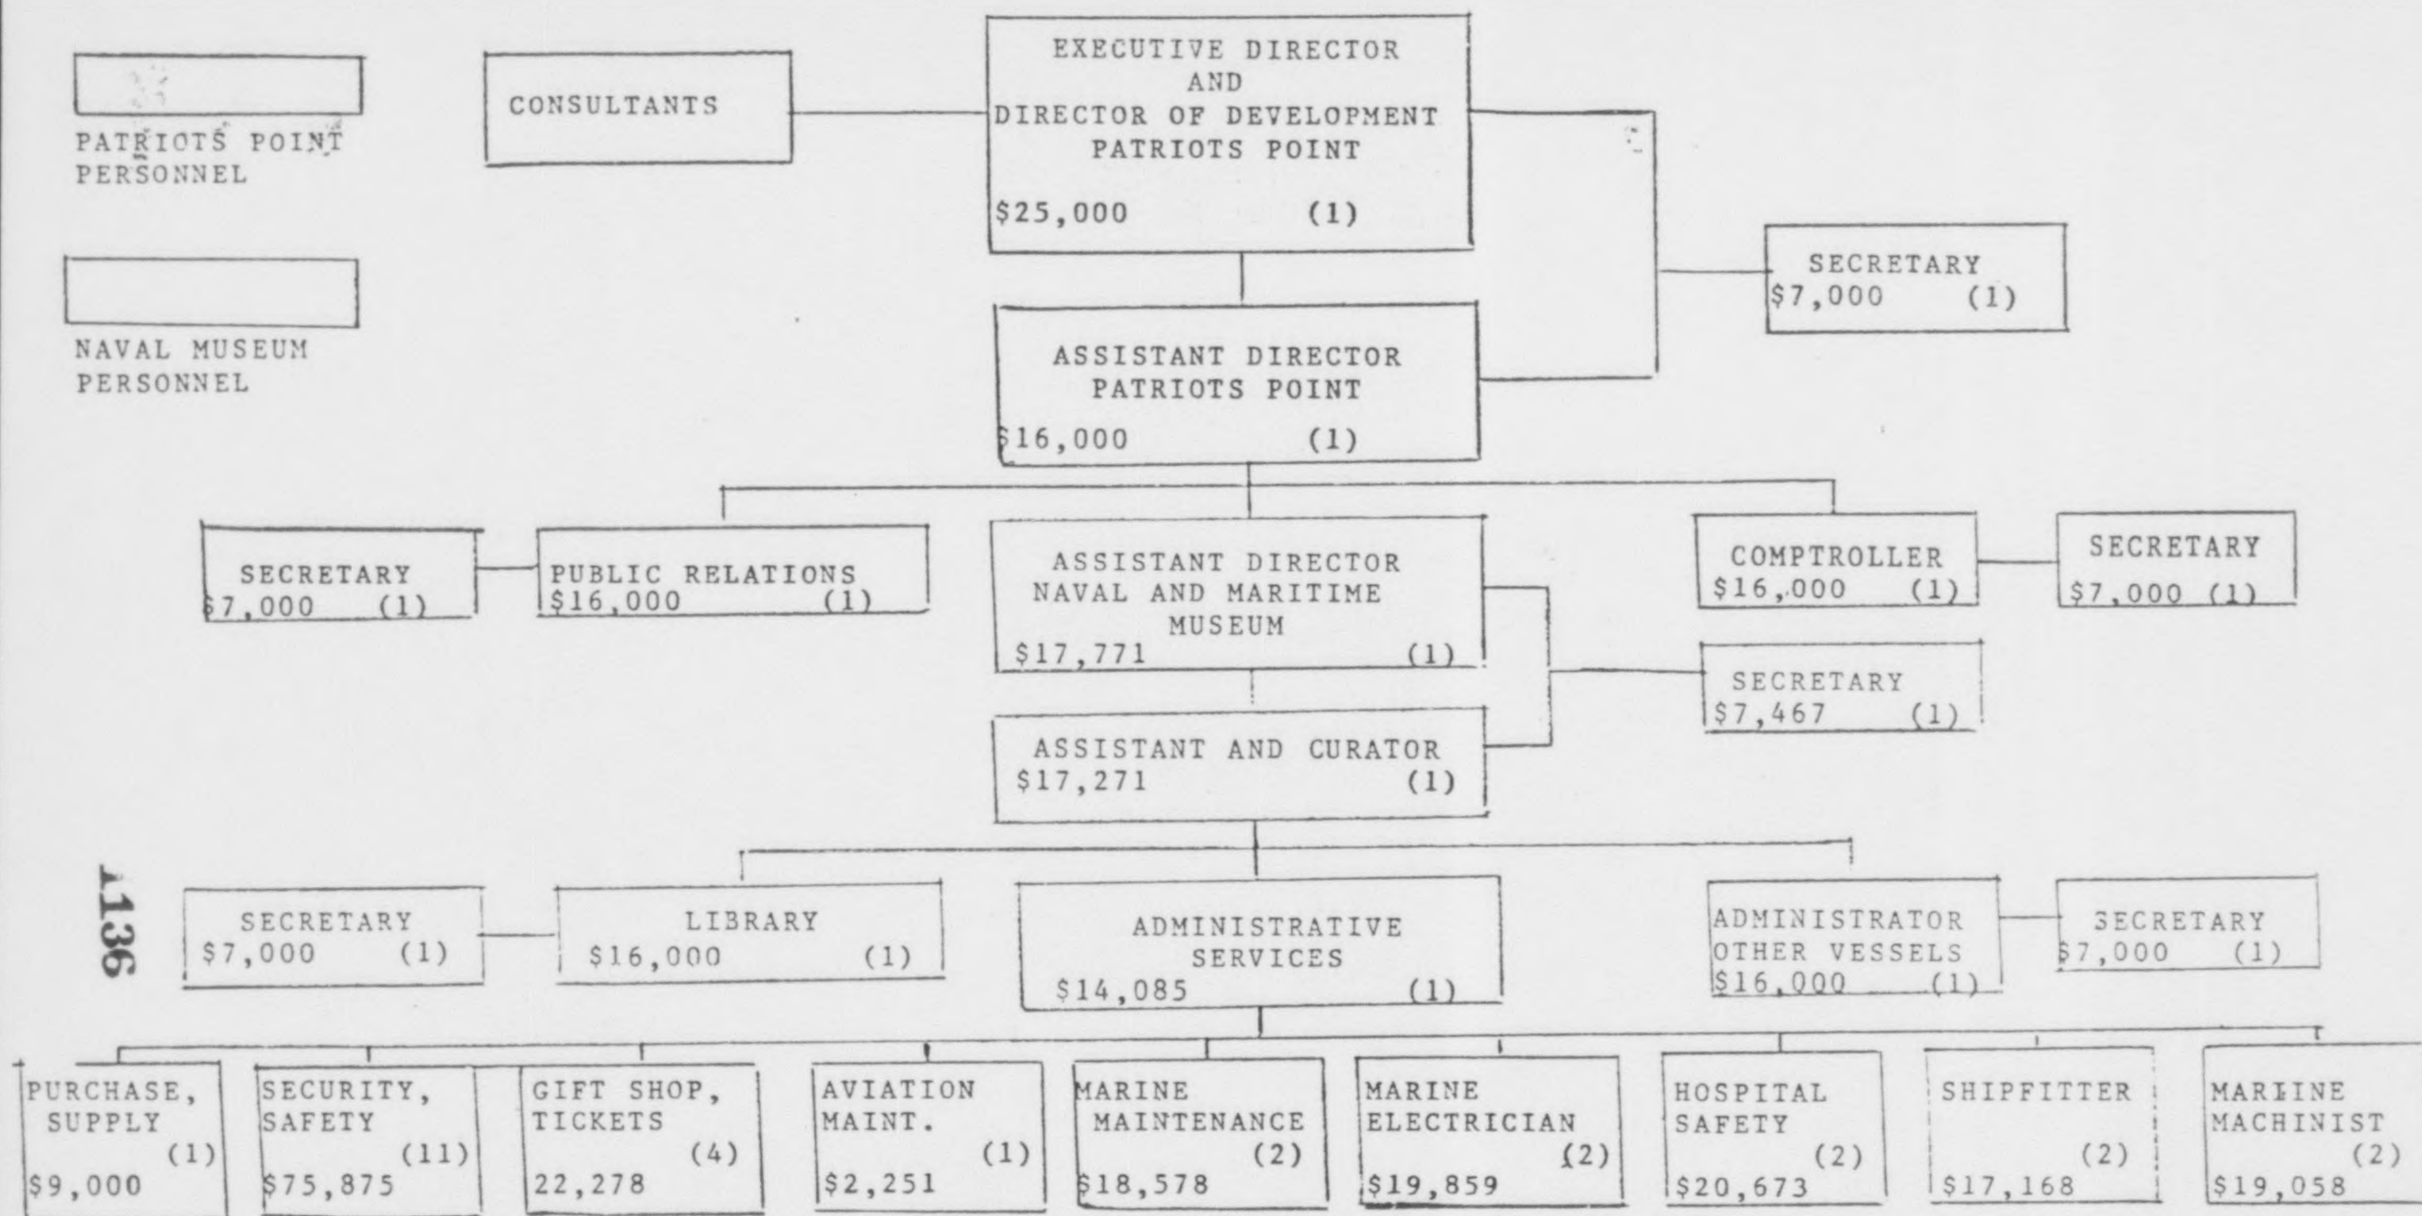 EXECUTIVE DIRECTOR
AND
DIRECTOR OF DEVELOPMENT
PATRIOTS POINT
$25,000 (1)
CONSULTANTS
PATRIOTS POINT
PERSONNEL
NAVAL MUSEUM
PERSONNEL
SECRETARY
$7,000 (1)
ASSISTANT DIRECTOR
PATRIOTS POINT
$16,000 (1)
SECRETARY
$7,000 (1)
PUBLIC RELATIONS
$16,000 (1)
ASSISTANT DIRECTOR
NAVAL AND MARITIME
MUSEUM
$17,771 (1)
COMPTROLLER
$16,000 (1)
SECRETARY
$7,000 (1)
SECRETARY
$7,467 (1)
ASSISTANT AND CURATOR
$17,271 (1)
1136
SECRETARY
$7,000 (1)
LIBRARY
$16,000 (1)
ADMINISTRATIVE
SERVICES
$14,085 (1)
ADMINISTRATOR
OTHER VESSELS
$16,000 (1)
SECRETARY
$7,000 (1)
PURCHASE,
SUPPLY
(1)
$9,000
SECURITY,
SAFETY
(11)
$75,875
GIFT SHOP,
TICKETS
(4)
22,278
AVIATION
MAINT.
(1)
$2,251
MARINE
MAINTENANCE
(2)
$18,578
MARINE
ELECTRICIAN
(2)
$19,859
HOSPITAL
SAFETY
(2)
$20,673
SHIPFITTER
(2)
$17,168
MARIINE
MACHINIST
(2)
$19,058